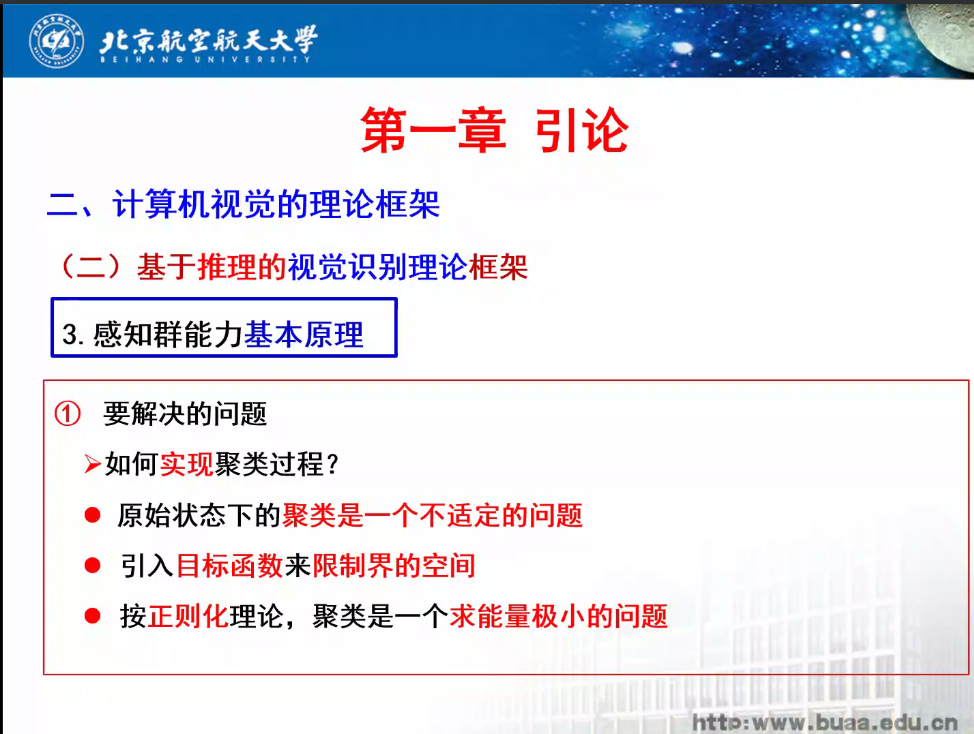 北京航空航天大学
BEIHANG UNIVERSITY
第一章 引论
二、计算机视觉的理论框架
（二）基于推理的视觉识别理论框架
3. 感知群能力基本原理
① 要解决的问题
➢如何实现聚类过程?
● 原始状态下的聚类是一个不适定的问题
● 引入目标函数来限制界的空间
● 按正则化理论，聚类是一个求能量极小的问题
http:www.buaa.edu.cn